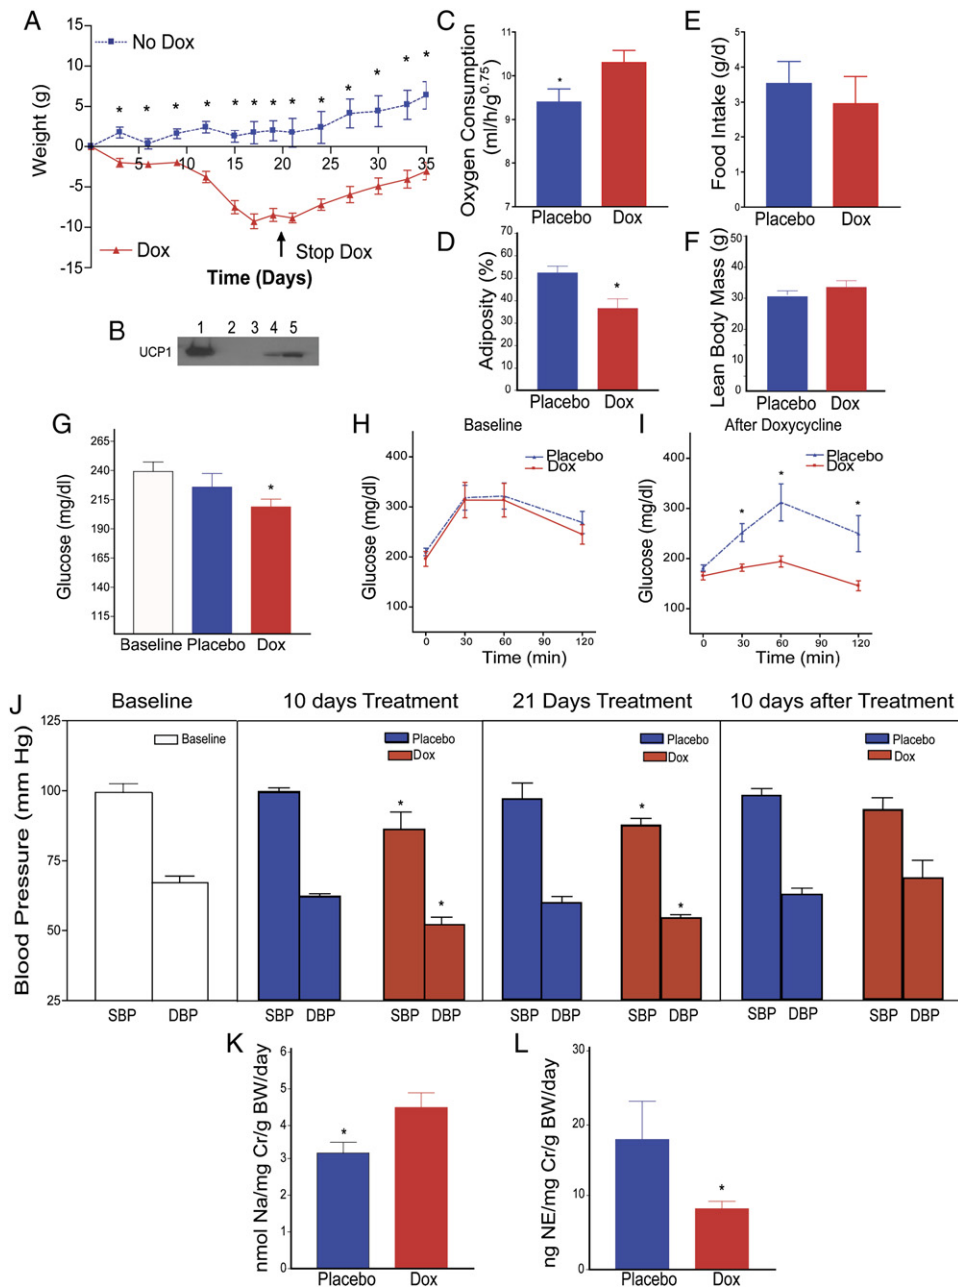 A
15
10
5
0
-5
-10
-15
Weight (g)
No Dox
* * * * * * * * * * * * *
5 10 15 20 25 30 35
Dox
Stop Dox
Time (Days)
B
1 2 3 4 5
UCP1
C
Oxygen Consumption
(ml/h/g0.75)
11
10
9
8
7
*
Placebo Dox
E
Food Intake (g/d)
5
4
3
2
1
0
Placebo Dox
D
Adiposity (%)
70
60
50
40
30
20
10
0
*
Placebo Dox
F
Lean Body Mass (g)
50
40
30
20
10
0
Placebo Dox
G
Glucose (mg/dl)
265
240
215
190
165
140
115
*
Baseline Placebo Dox
H
Baseline
Placebo
Dox
Glucose (mg/dl)
400
300
200
100
0 30 60 120
Time (min)
I
After Doxycycline
Placebo
Dox
Glucose (mg/dl)
400
300
200
100
* * *
0 30 60 90 120
Time (min)
J
Baseline 10 days Treatment 21 Days Treatment 10 days after Treatment
Blood Pressure (mm Hg)
125
100
75
50
25
Baseline
Placebo
Dox
* *
Placebo
Dox
* *
Placebo
Dox
SBP DBP SBP DBP SBP DBP SBP DBP SBP DBP SBP DBP SBP DBP
K
nmol Na/mg Cr/g BW/day
6
5
4
3
2
1
0
*
Placebo Dox
L
ng NE/mg Cr/g BW/day
30
20
10
0
*
Placebo Dox